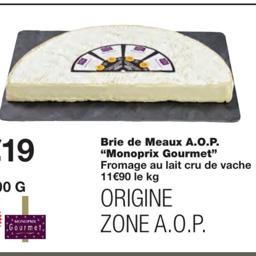 €19
00 G
Brie de Meaux A.O.P.
“Monoprix Gourmet”
Fromage au lait cru de vache
11€90 le kg
ORIGINE
ZONE A.O.P.
MONOPRIX
Gourmet